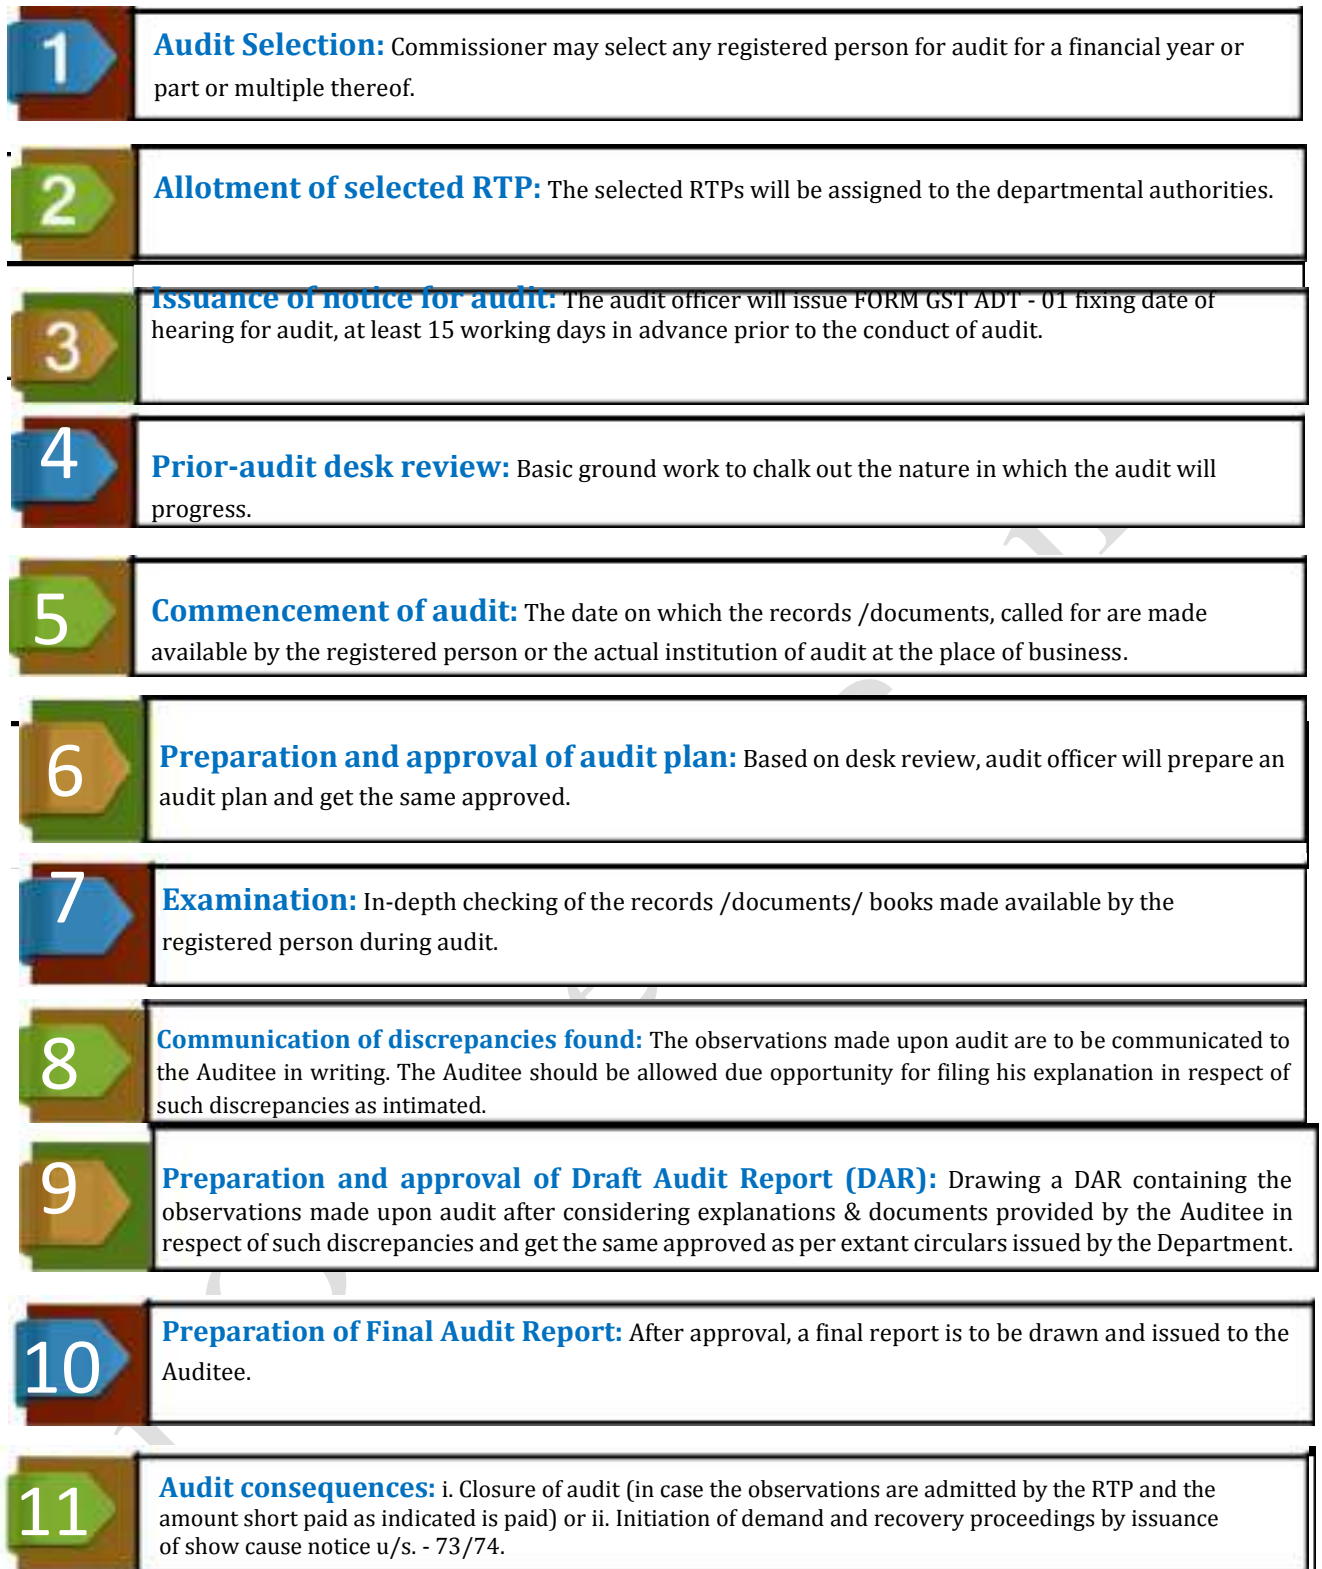 1
Audit Selection: Commissioner may select any registered person for audit for a financial year or
part or multiple thereof.
2
Allotment of selected RTP: The selected RTPs will be assigned to the departmental authorities.
3
Issuance of notice for audit: The audit officer will issue FORM GST ADT - 01 fixing date of
hearing for audit, at least 15 working days in advance prior to the conduct of audit.
4
Prior-audit desk review: Basic ground work to chalk out the nature in which the audit will
progress.
5
Commencement of audit: The date on which the records /documents, called for are made
available by the registered person or the actual institution of audit at the place of business.
6
Preparation and approval of audit plan: Based on desk review, audit officer will prepare an
audit plan and get the same approved.
7
Examination: In-depth checking of the records /documents/ books made available by the
registered person during audit.
8
Communication of discrepancies found: The observations made upon audit are to be communicated to
the Auditee in writing. The Auditee should be allowed due opportunity for filing his explanation in respect of
such discrepancies as intimated.
9
Preparation and approval of Draft Audit Report (DAR): Drawing a DAR containing the
observations made upon audit after considering explanations & documents provided by the Auditee in
respect of such discrepancies and get the same approved as per extant circulars issued by the Department.
10
Preparation of Final Audit Report: After approval, a final report is to be drawn and issued to the
Auditee.
11
Audit consequences: i. Closure of audit (in case the observations are admitted by the RTP and the
amount short paid as indicated is paid) or ii. Initiation of demand and recovery proceedings by issuance
of show cause notice u/s. - 73/74.